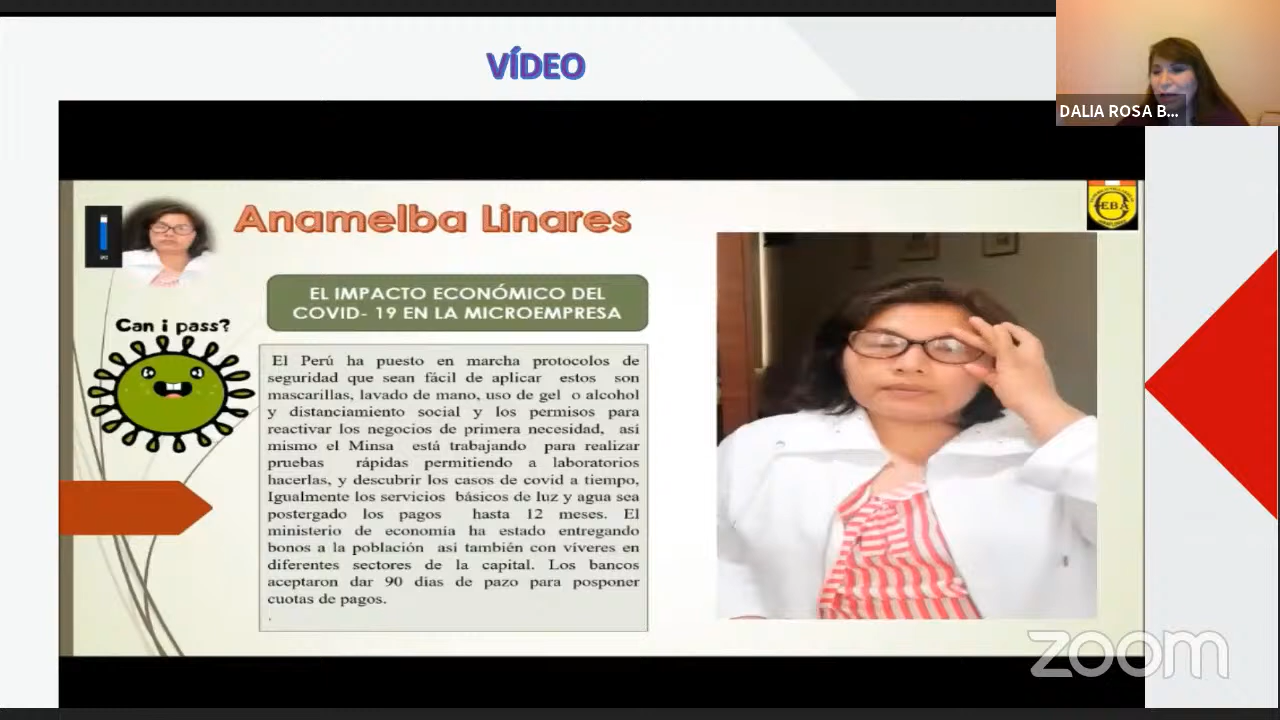 VÍDEO
DALIA ROSA B...
Anamelba Linares
EBA
EL IMPACTO ECONÓMICO DEL
COVID- 19 EN LA MICROEMPRESA
Can i pass?
El Perú ha puesto en marcha protocolos de
seguridad que sean fácil de aplicar estos son
mascarillas, lavado de mano, uso de gel o alcohol
y distanciamiento social y los permisos para
reactivar los negocios de primera necesidad, asi
mismo el Minsa está trabajando para realizar
pruebas rápidas permitiendo a laboratorios
hacerlas, y descubrir los casos de covid a tiempo,
Igualmente los servicios básicos de luz y agua sea
postergado los pagos hasta 12 meses. El
ministerio de economía ha estado entregando
bonos a la población asi también con víveres en
diferentes sectores de la capital. Los bancos
aceptaron dar 90 días de pazo para posponer
cuotas de pagos.
.
zoom